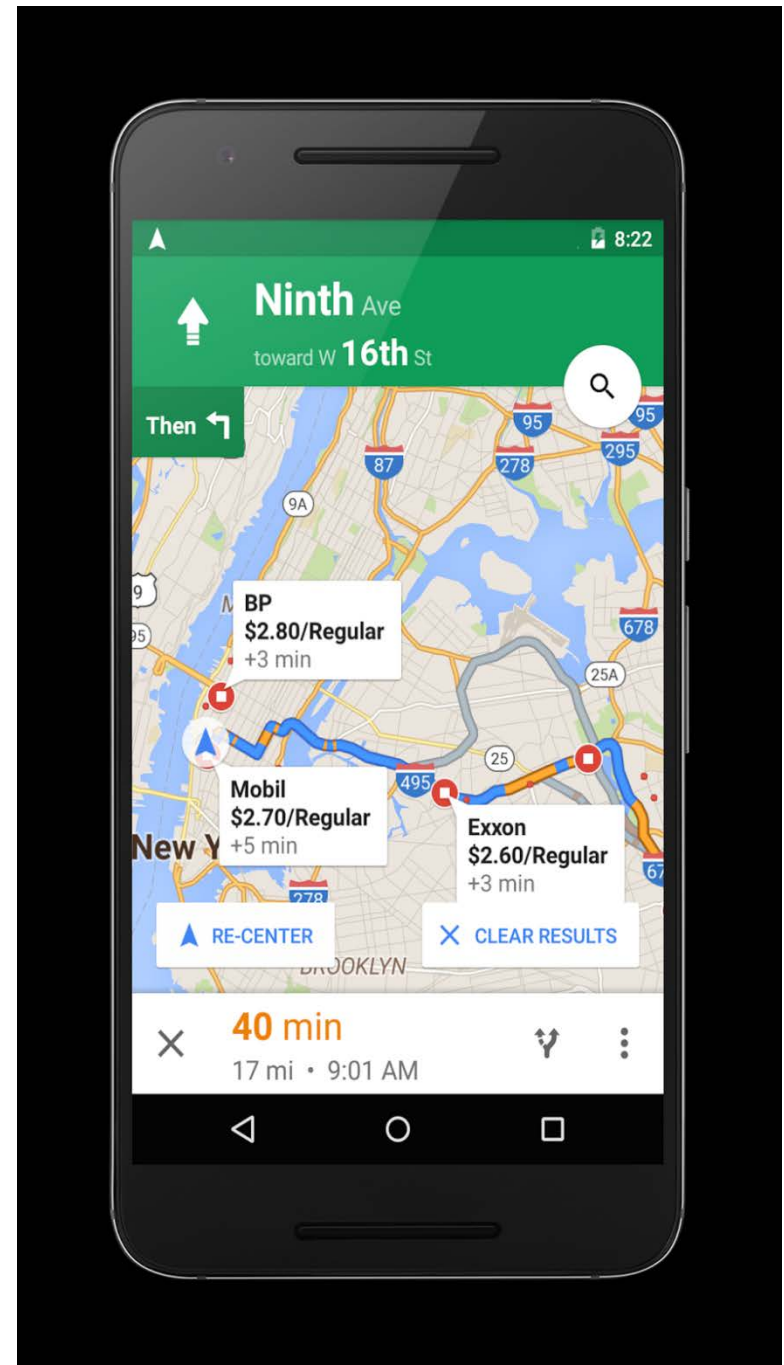 8:22
Ninth Ave
toward W 16th St
Then
95
95
87
278
295
9A
9
95
BP
$2.80/Regular
+3 min
678
25A
25
495
Mobil
$2.70/Regular
+5 min
Exxon
$2.60/Regular
+3 min
New Y
278
67
RE-CENTER
CLEAR RESULTS
BROOKLYN
40 min
17 mi • 9:01 AM